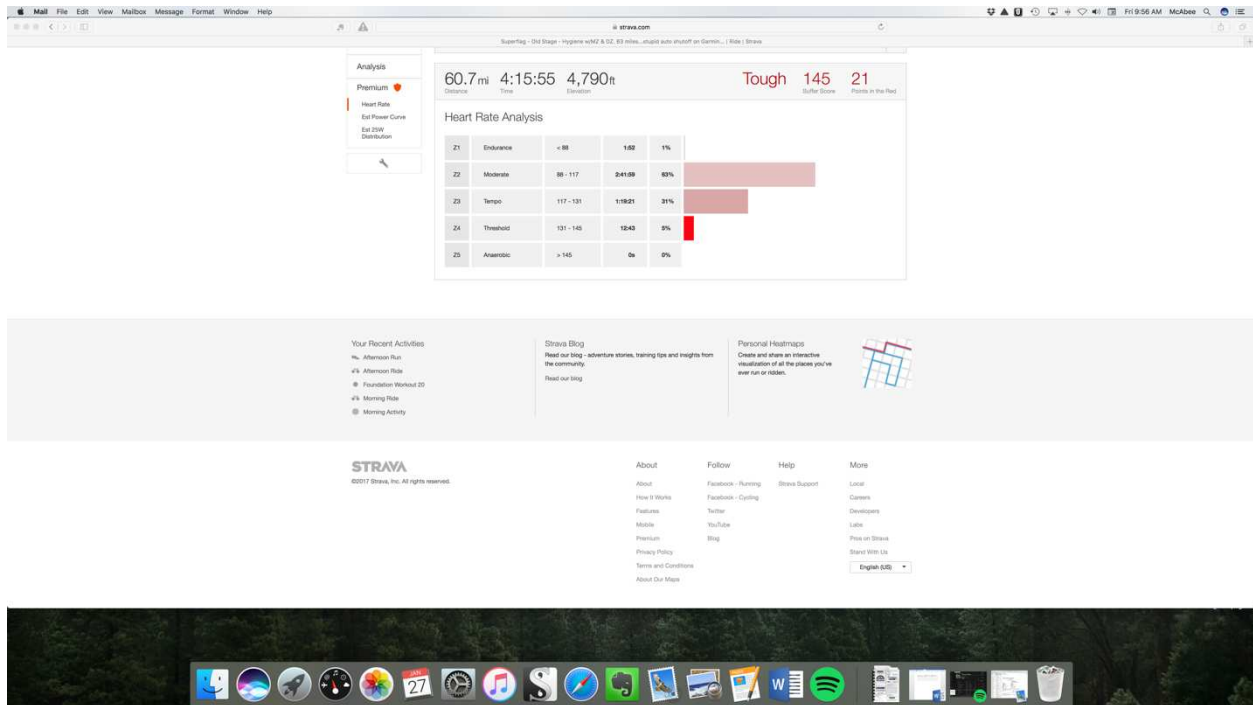 Mail File Edit View Mailbox Message Format Window Help
Fri 9:56 AM McAbee
strava.com
Superflag - Old Stage - Hygiene w/MZ & DZ, 83 miles...stupid auto shutoff on Garmin... | Ride | Strava
Analysis
Premium
Heart Rate
Est Power Curve
Est 25W
Distribution
60.7mi 4:15:55 4,790ft Tough 145 21
Distance Time Elevation Suffer Score Points in the Red
Heart Rate Analysis
Z1 Endurance < 88 1:52 1%
Z2 Moderate 88 - 117 2:41:59 63%
Z3 Tempo 117 - 131 1:19:21 31%
Z4 Threshold 131 - 145 12:43 5%
Z5 Anaerobic > 145 0s 0%
Your Recent Activities
Afternoon Run
Afternoon Ride
Foundation Workout 20
Morning Ride
Morning Activity
Strava Blog
Read our blog - adventure stories, training tips and insights from
the community.
Read our blog
Personal Heatmaps
Create and share an interactive
visualization of all the places you've
ever run or ridden.
STRAVA
©2017 Strava, Inc. All rights reserved.
About
About
How It Works
Features
Mobile
Premium
Privacy Policy
Terms and Conditions
About Our Maps
Follow
Facebook - Running
Facebook - Cycling
Twitter
YouTube
Blog
Help
Strava Support
More
Local
Careers
Developers
Labs
Pros on Strava
Stand With Us
English (US)
JAN
27
W